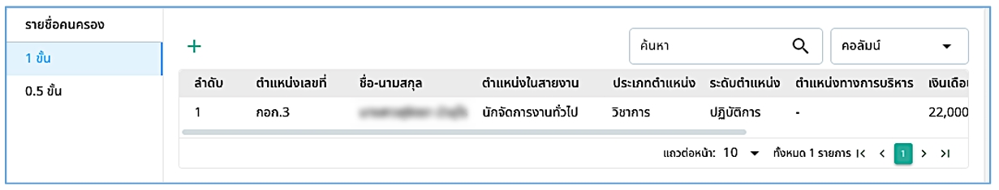 รายชื่อคนครอง
1 ขั้น
0.5 ขั้น
ค้นหา
คอลัมน์
ลำดับ ตำแหน่งเลขที่ ชื่อ-นามสกุล ตำแหน่งในสายงาน ประเภทตำแหน่ง ระดับตำแหน่ง ตำแหน่งทางการบริหาร
1 กอก.3 นักจัดการงานทั่วไป วิชาการ ปฏิบัติการ - 22,000
แถวต่อหน้า: 10 ทั้งหมด 1 รายการ 1